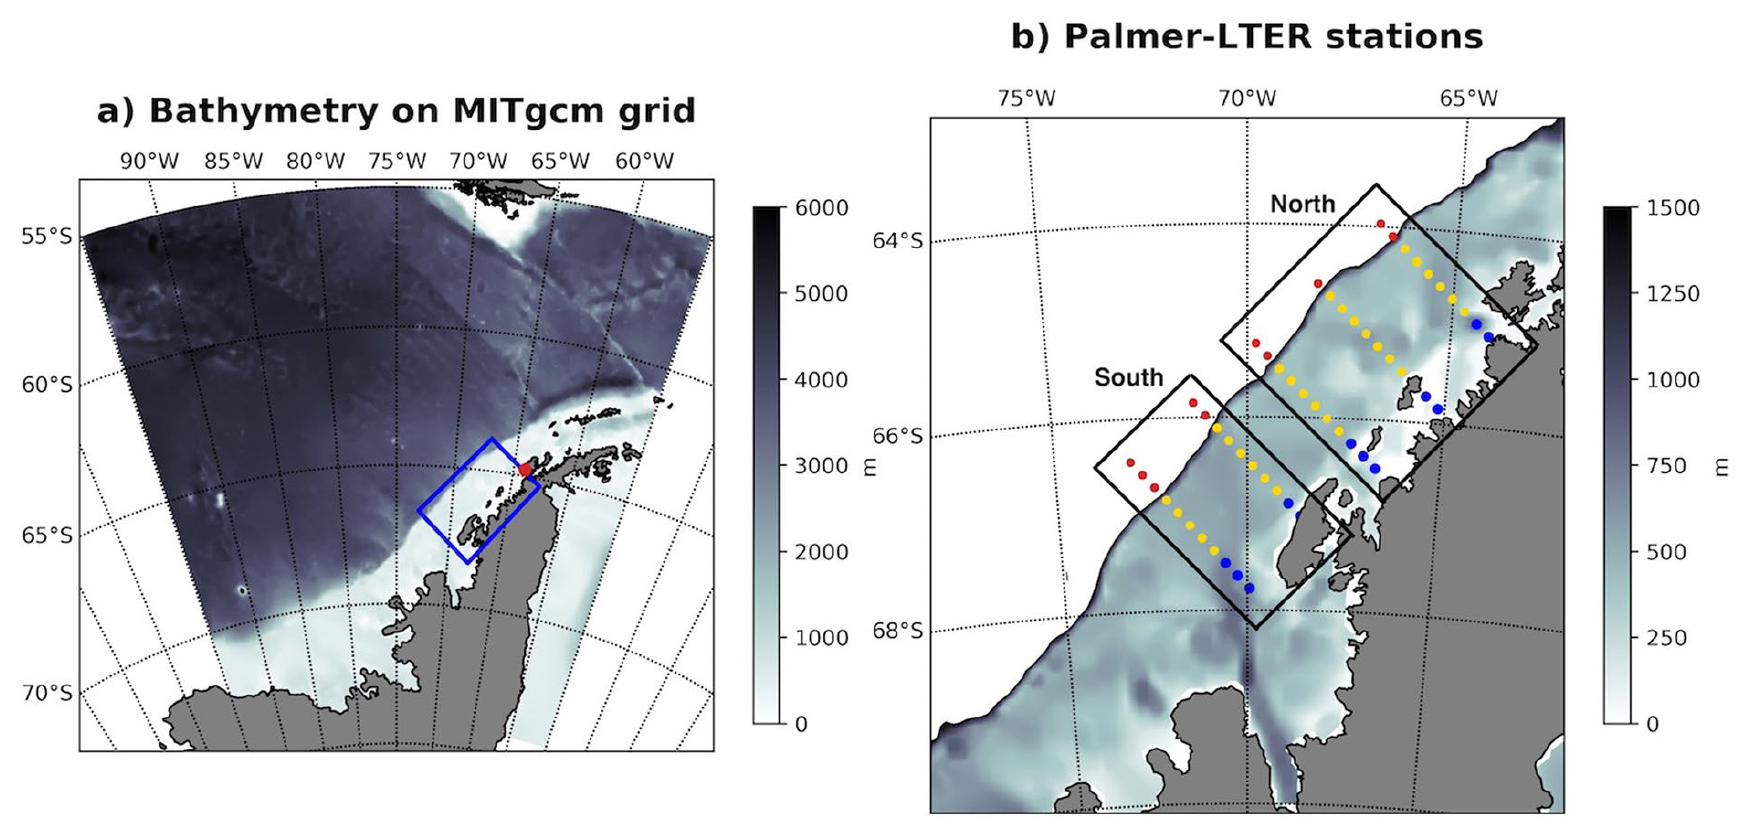 b) Palmer-LTER stations
a) Bathymetry on MITgcm grid
75°W 70°W 65°W
90°W 85°W 80°W 75°W 70°W 65°W 60°W
55°S
60°S
65°S
70°S
6000
5000
4000
3000
2000
1000
0
m
North
South
64°S
66°S
68°S
1500
1250
1000
750
500
250
0
m